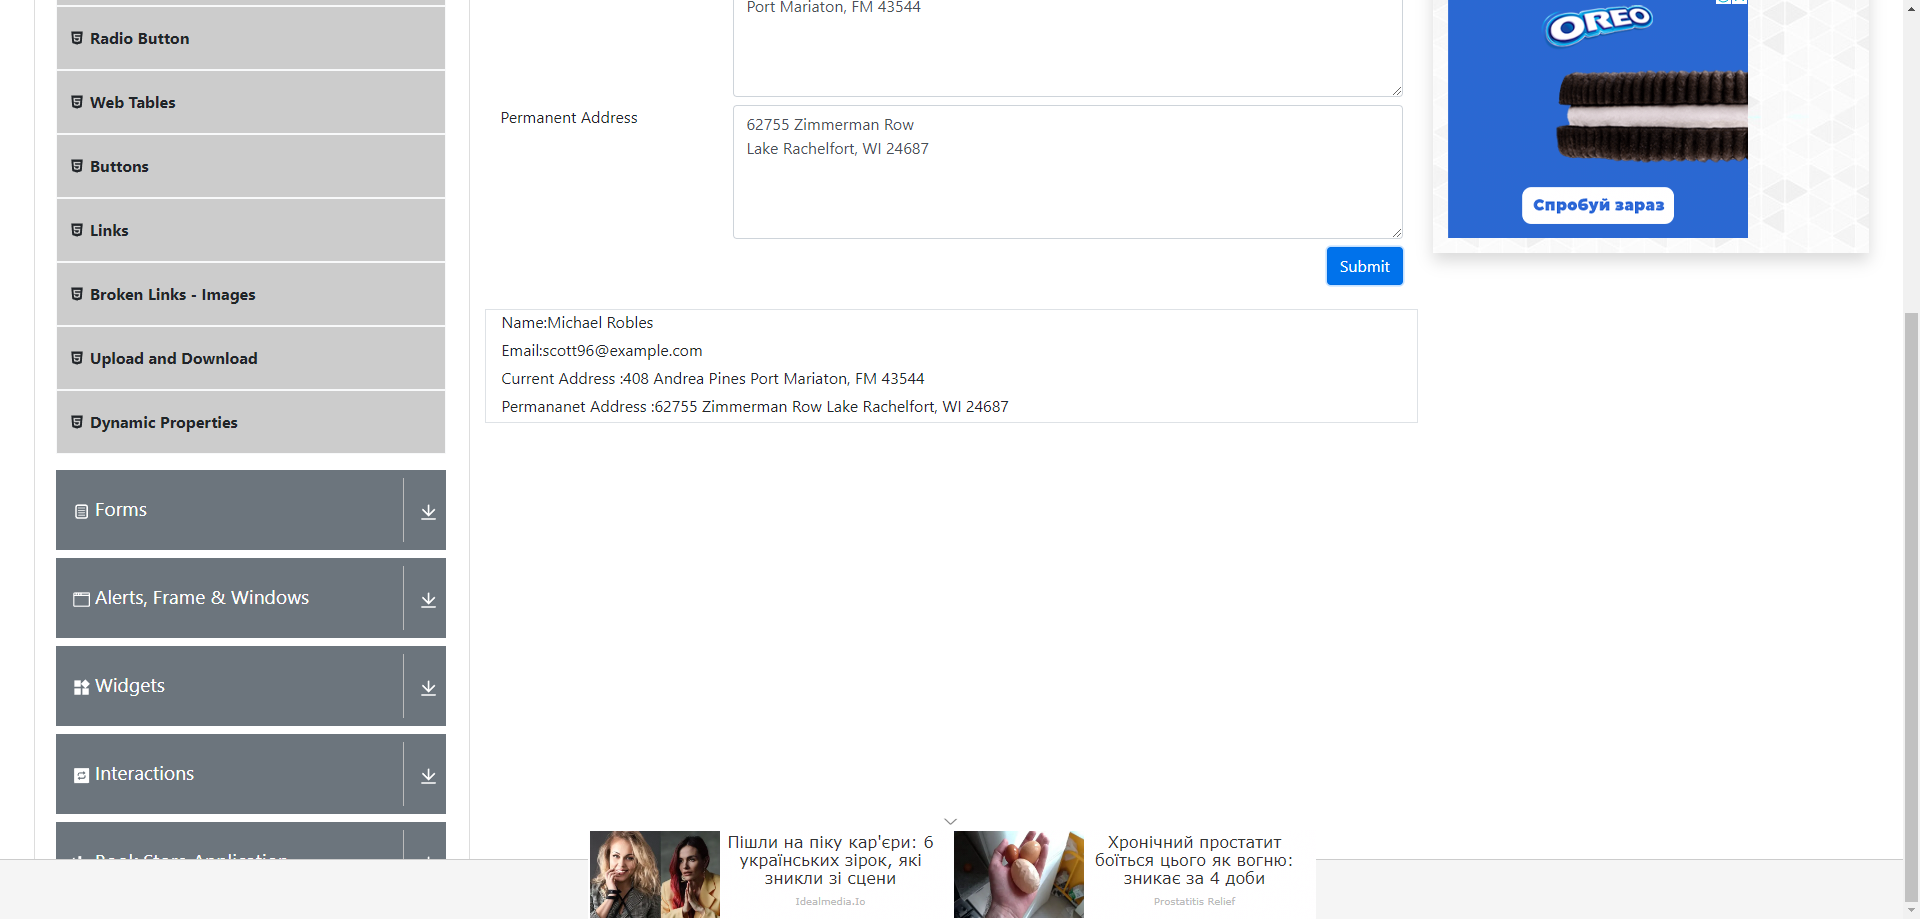 Radio Button
Web Tables
Buttons
Links
Broken Links - Images
Upload and Download
Dynamic Properties
Forms
Alerts, Frame & Windows
Widgets
Interactions
Book Store Application
Port Mariaton, FM 43544
Permanent Address
62755 Zimmerman Row
Lake Rachelfort, WI 24687
Submit
Name:Michael Robles
Email:scott96@example.com
Current Address :408 Andrea Pines Port Mariaton, FM 43544
Permananet Address :62755 Zimmerman Row Lake Rachelfort, WI 24687
OREO
Спробуй зараз
Пішли на піку кар'єри: 6
українських зірок, які
зникли зі сцени
Idealmedia.Io
Хронічний простатит
боїться цього як вогню:
зникає за 4 доби
Prostatitis Relief